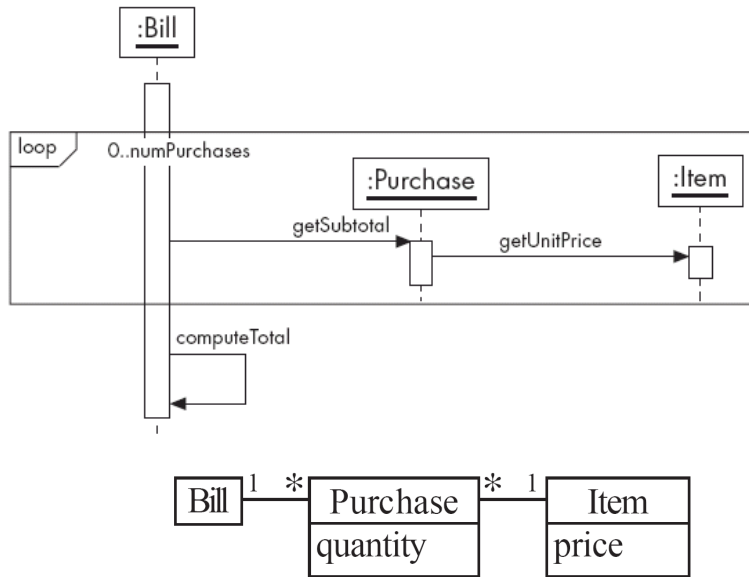 :Bill
loop
0..numPurchases
:Purchase
:Item
getSubtotal
getUnitPrice
computeTotal
Bill 1 * Purchase * 1 Item
quantity price